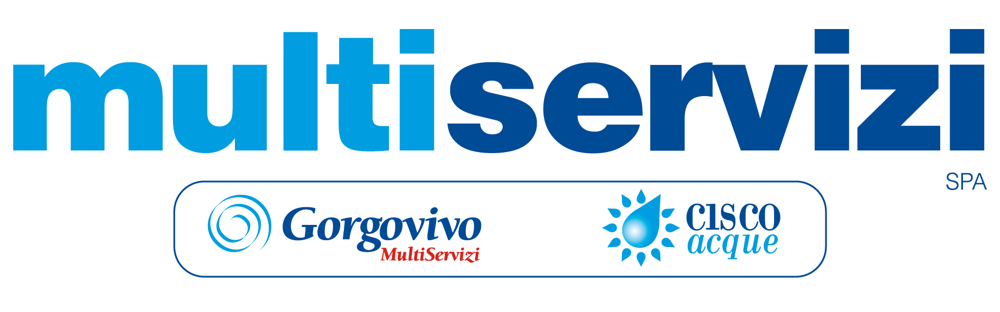 multiservizi
SPA
Gorgovivo
MultiServizi
cisco
acque